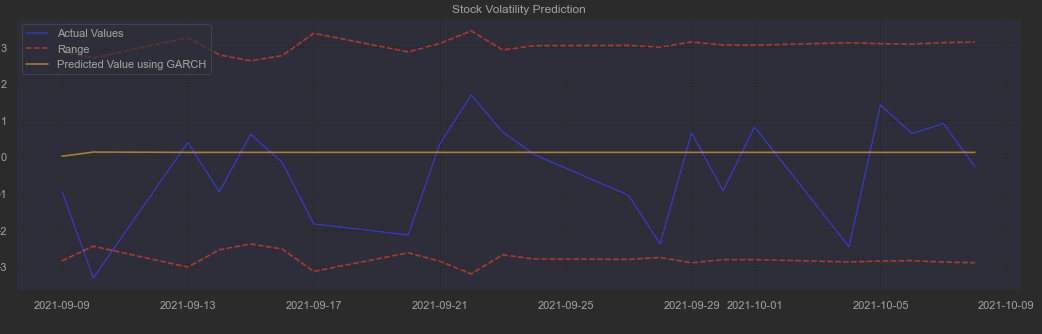 Stock Volatility Prediction
Actual Values
Range
Predicted Value using GARCH
3
2
1
0
-1
-2
-3
2021-09-09 2021-09-13 2021-09-17 2021-09-21 2021-09-25 2021-09-29 2021-10-01 2021-10-05 2021-10-09